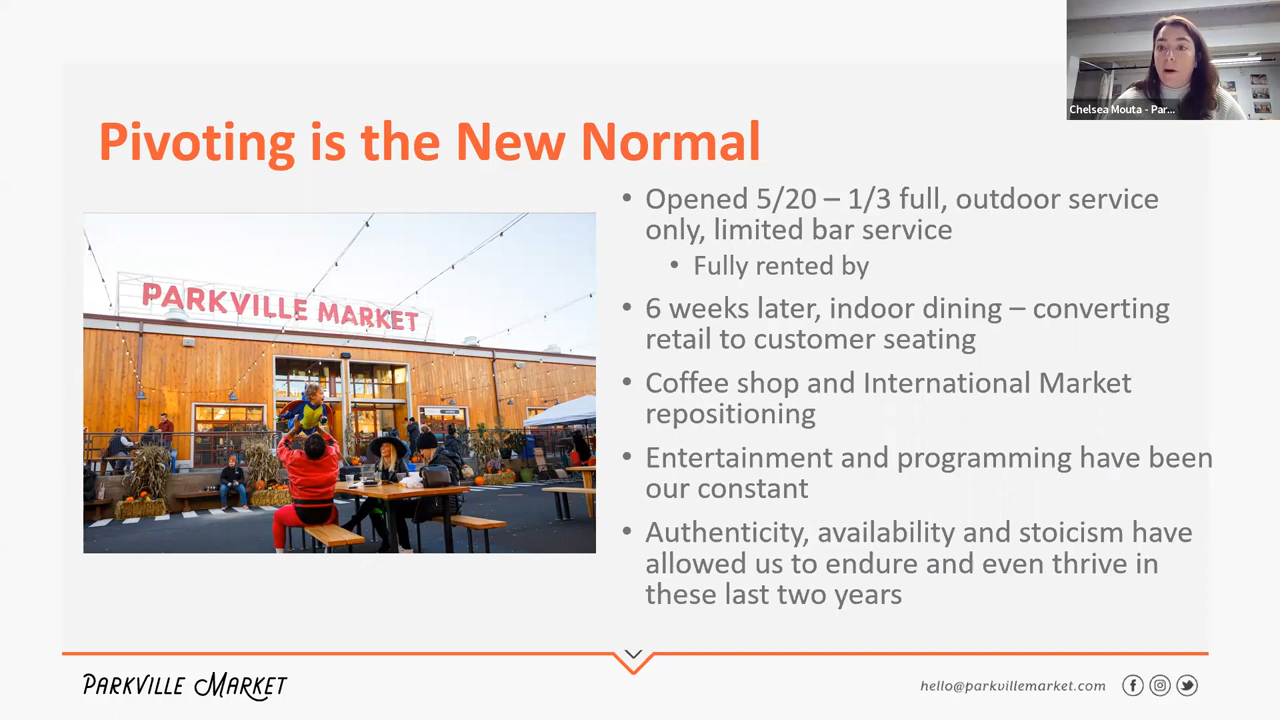 Chelsea Mouta - Par...
Pivoting is the New Normal
PARKVILLE MARKET
• Opened 5/20 – 1/3 full, outdoor service
only, limited bar service
• Fully rented by
• 6 weeks later, indoor dining – converting
retail to customer seating
• Coffee shop and International Market
repositioning
• Entertainment and programming have been
our constant
• Authenticity, availability and stoicism have
allowed us to endure and even thrive in
these last two years
PARKVILLE MARKET
hello@parkvillemarket.com